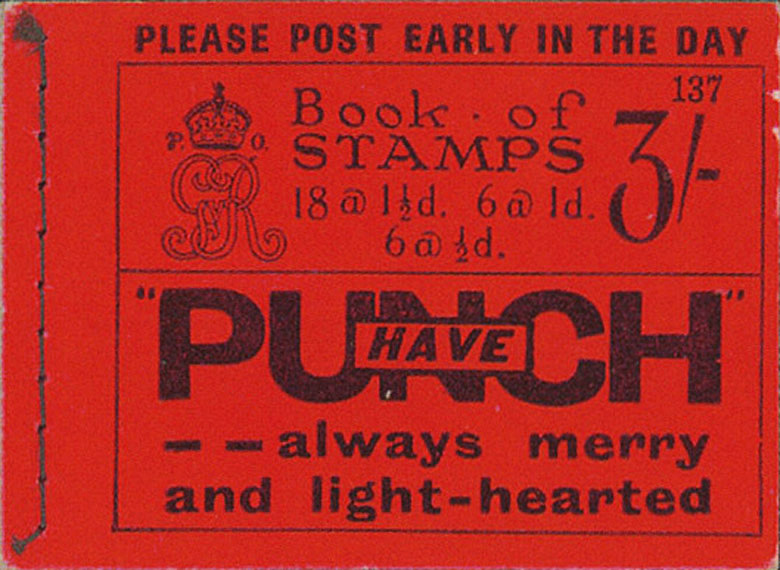 PLEASE POST EARLY IN THE DAY
137
P. O.
GR
Book · of
STAMPS
3/-
18 @ 1½d. 6 @ 1d.
6 @ ½d.
"PUNCH"
HAVE
-- always merry
and light-hearted